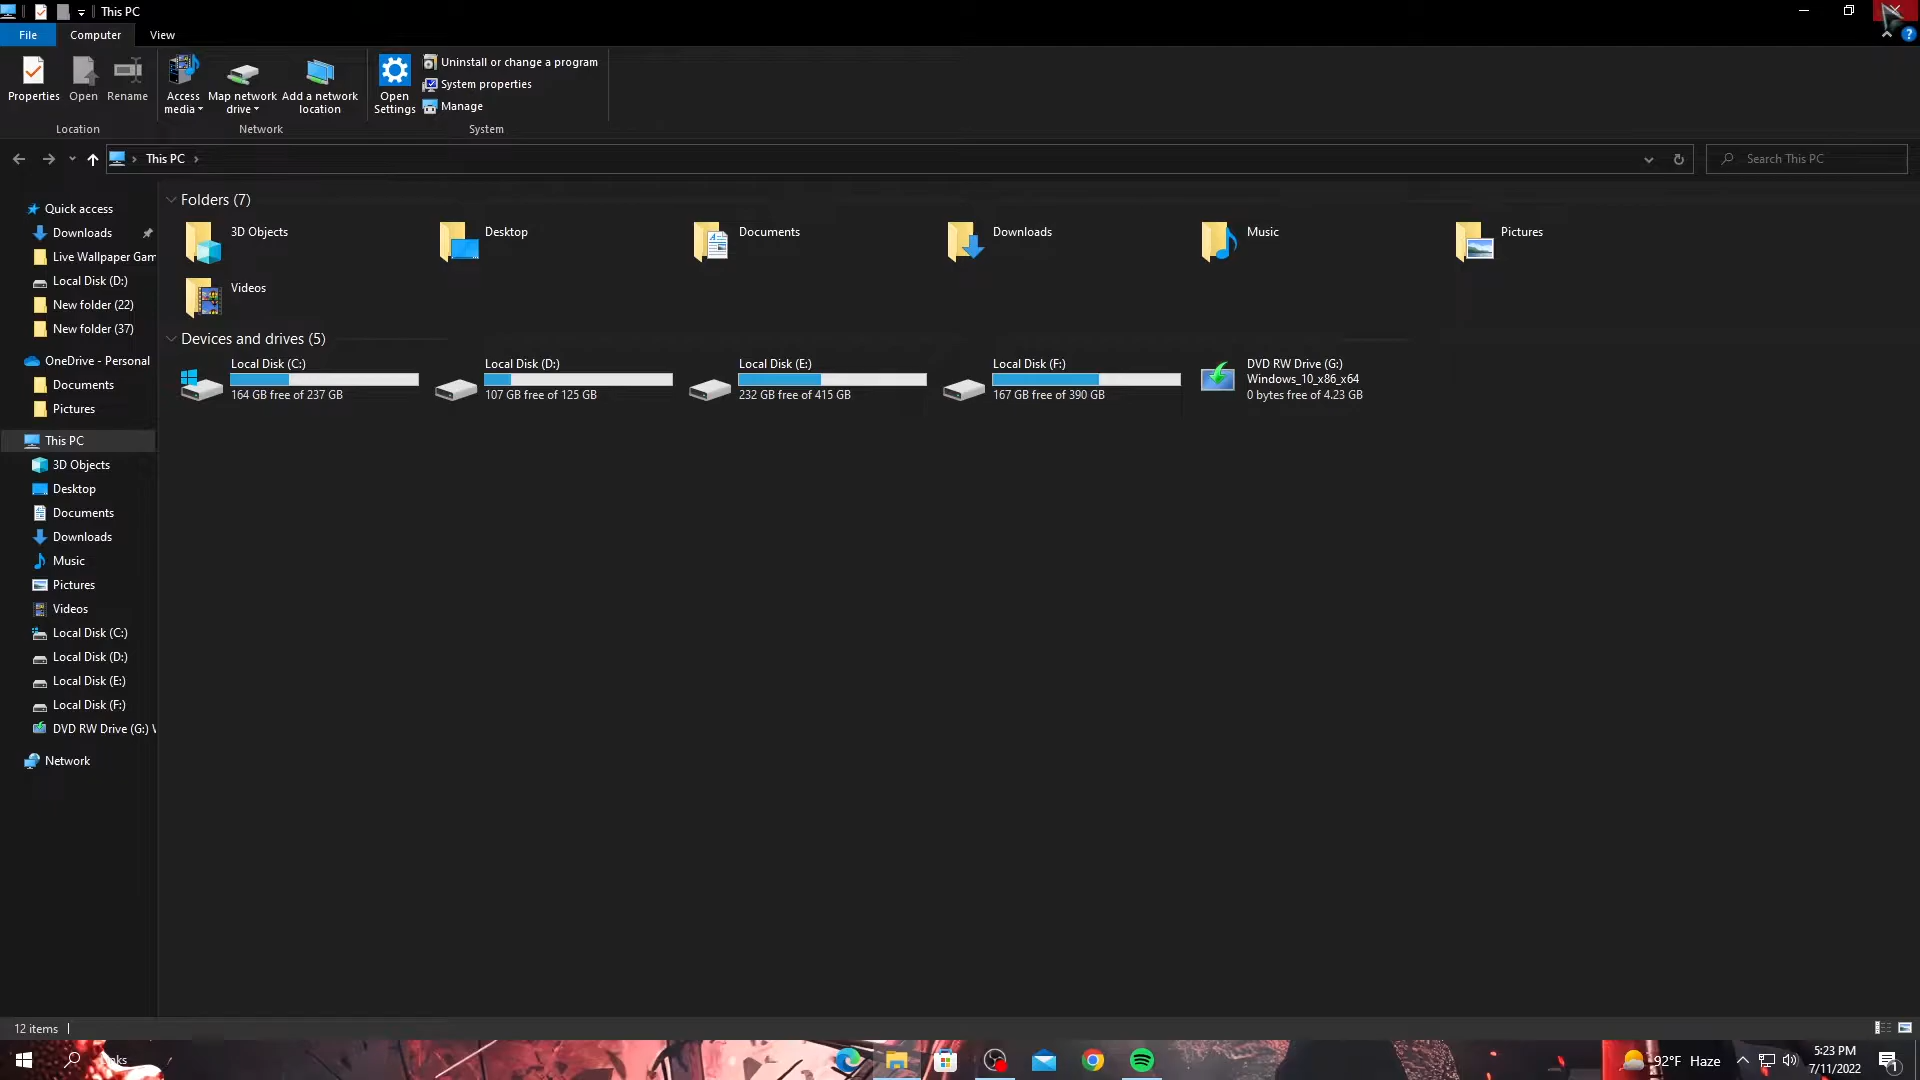 This PC
File Computer View
Properties
Open
Rename
Access media
Map network drive
Add a network location
Open Settings
Uninstall or change a program
System properties
Manage
Location
Network
System
This PC
Search This PC
Quick access
Downloads
Live Wallpaper Gam
Local Disk (D:)
New folder (22)
New folder (37)
OneDrive - Personal
Documents
Pictures
This PC
3D Objects
Desktop
Documents
Downloads
Music
Pictures
Videos
Local Disk (C:)
Local Disk (D:)
Local Disk (E:)
Local Disk (F:)
DVD RW Drive (G:)
Network
Folders (7)
3D Objects
Desktop
Documents
Downloads
Music
Pictures
Videos
Devices and drives (5)
Local Disk (C:)
164 GB free of 237 GB
Local Disk (D:)
107 GB free of 125 GB
Local Disk (E:)
232 GB free of 415 GB
Local Disk (F:)
167 GB free of 390 GB
DVD RW Drive (G:)
Windows_10_x86_x64
0 bytes free of 4.23 GB
12 items
92°F Haze
5:23 PM
7/11/2022
1